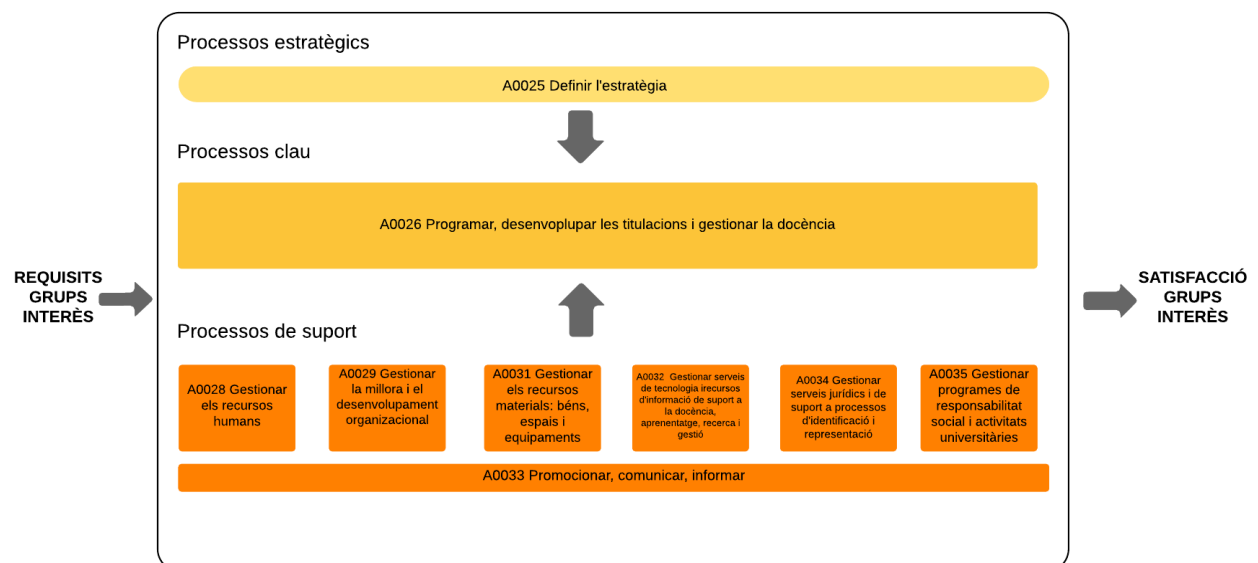 Processos estratègics
A0025 Definir l'estratègia
Processos clau
A0026 Programar, desenvoplupar les titulacions i gestionar la docència
REQUISITS
GRUPS
INTERÈS
SATISFACCIÓ
GRUPS
INTERÈS
Processos de suport
A0028 Gestionar
els recursos
humans
A0029 Gestionar
la millora i el
desenvolupament
organizacional
A0031 Gestionar
els recursos
materials: béns,
espais i
equipaments
A0032 Gestionar serveis
de tecnologia irecursos
d'informació de suport a
la docència,
aprenentatge, recerca i
gestió
A0034 Gestionar
serveis jurídics i de
suport a processos
d'identificació i
representació
A0035 Gestionar
programes de
responsabilitat
social i activitats
universitàries
A0033 Promocionar, comunicar, informar